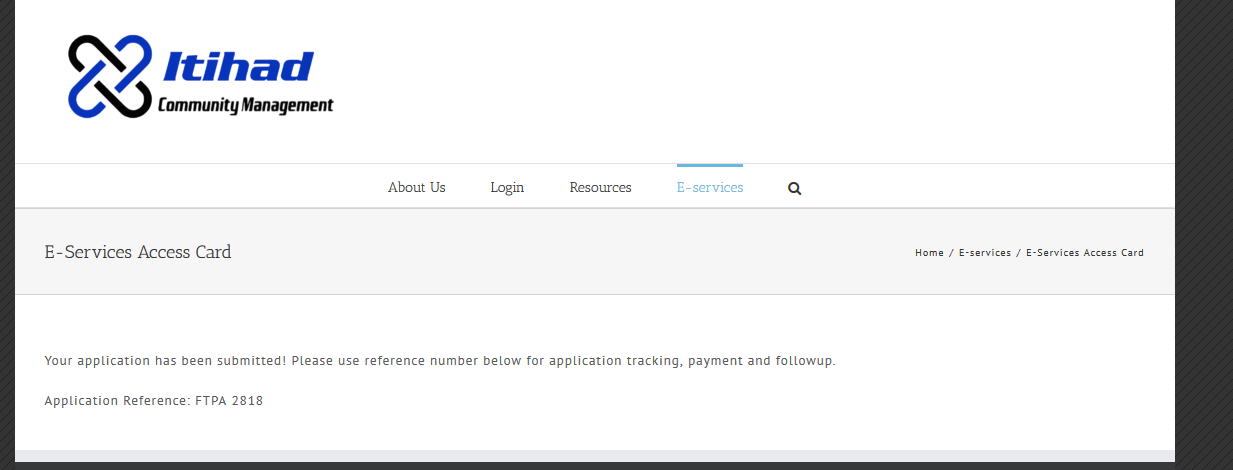 Itihad
Community Management
About Us Login Resources E-services
E-Services Access Card
Home / E-services / E-Services Access Card
Your application has been submitted! Please use reference number below for application tracking, payment and followup.
Application Reference: FTPA 2818